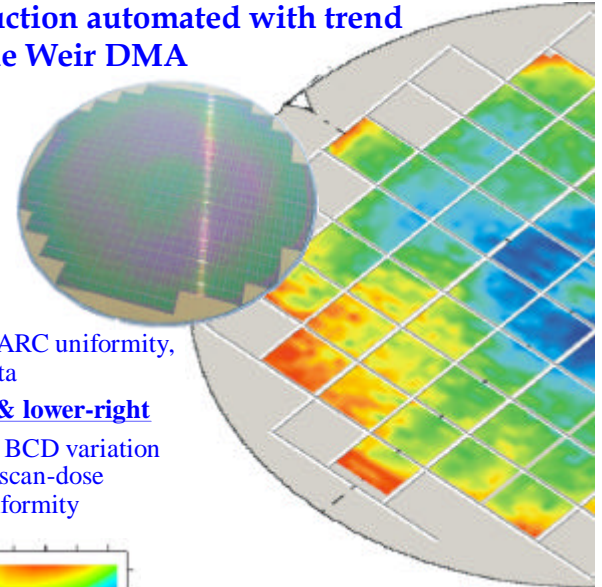 uction automated with trend
e Weir DMA
ARC uniformity,
ta
& lower-right
BCD variation
scan-dose
formity